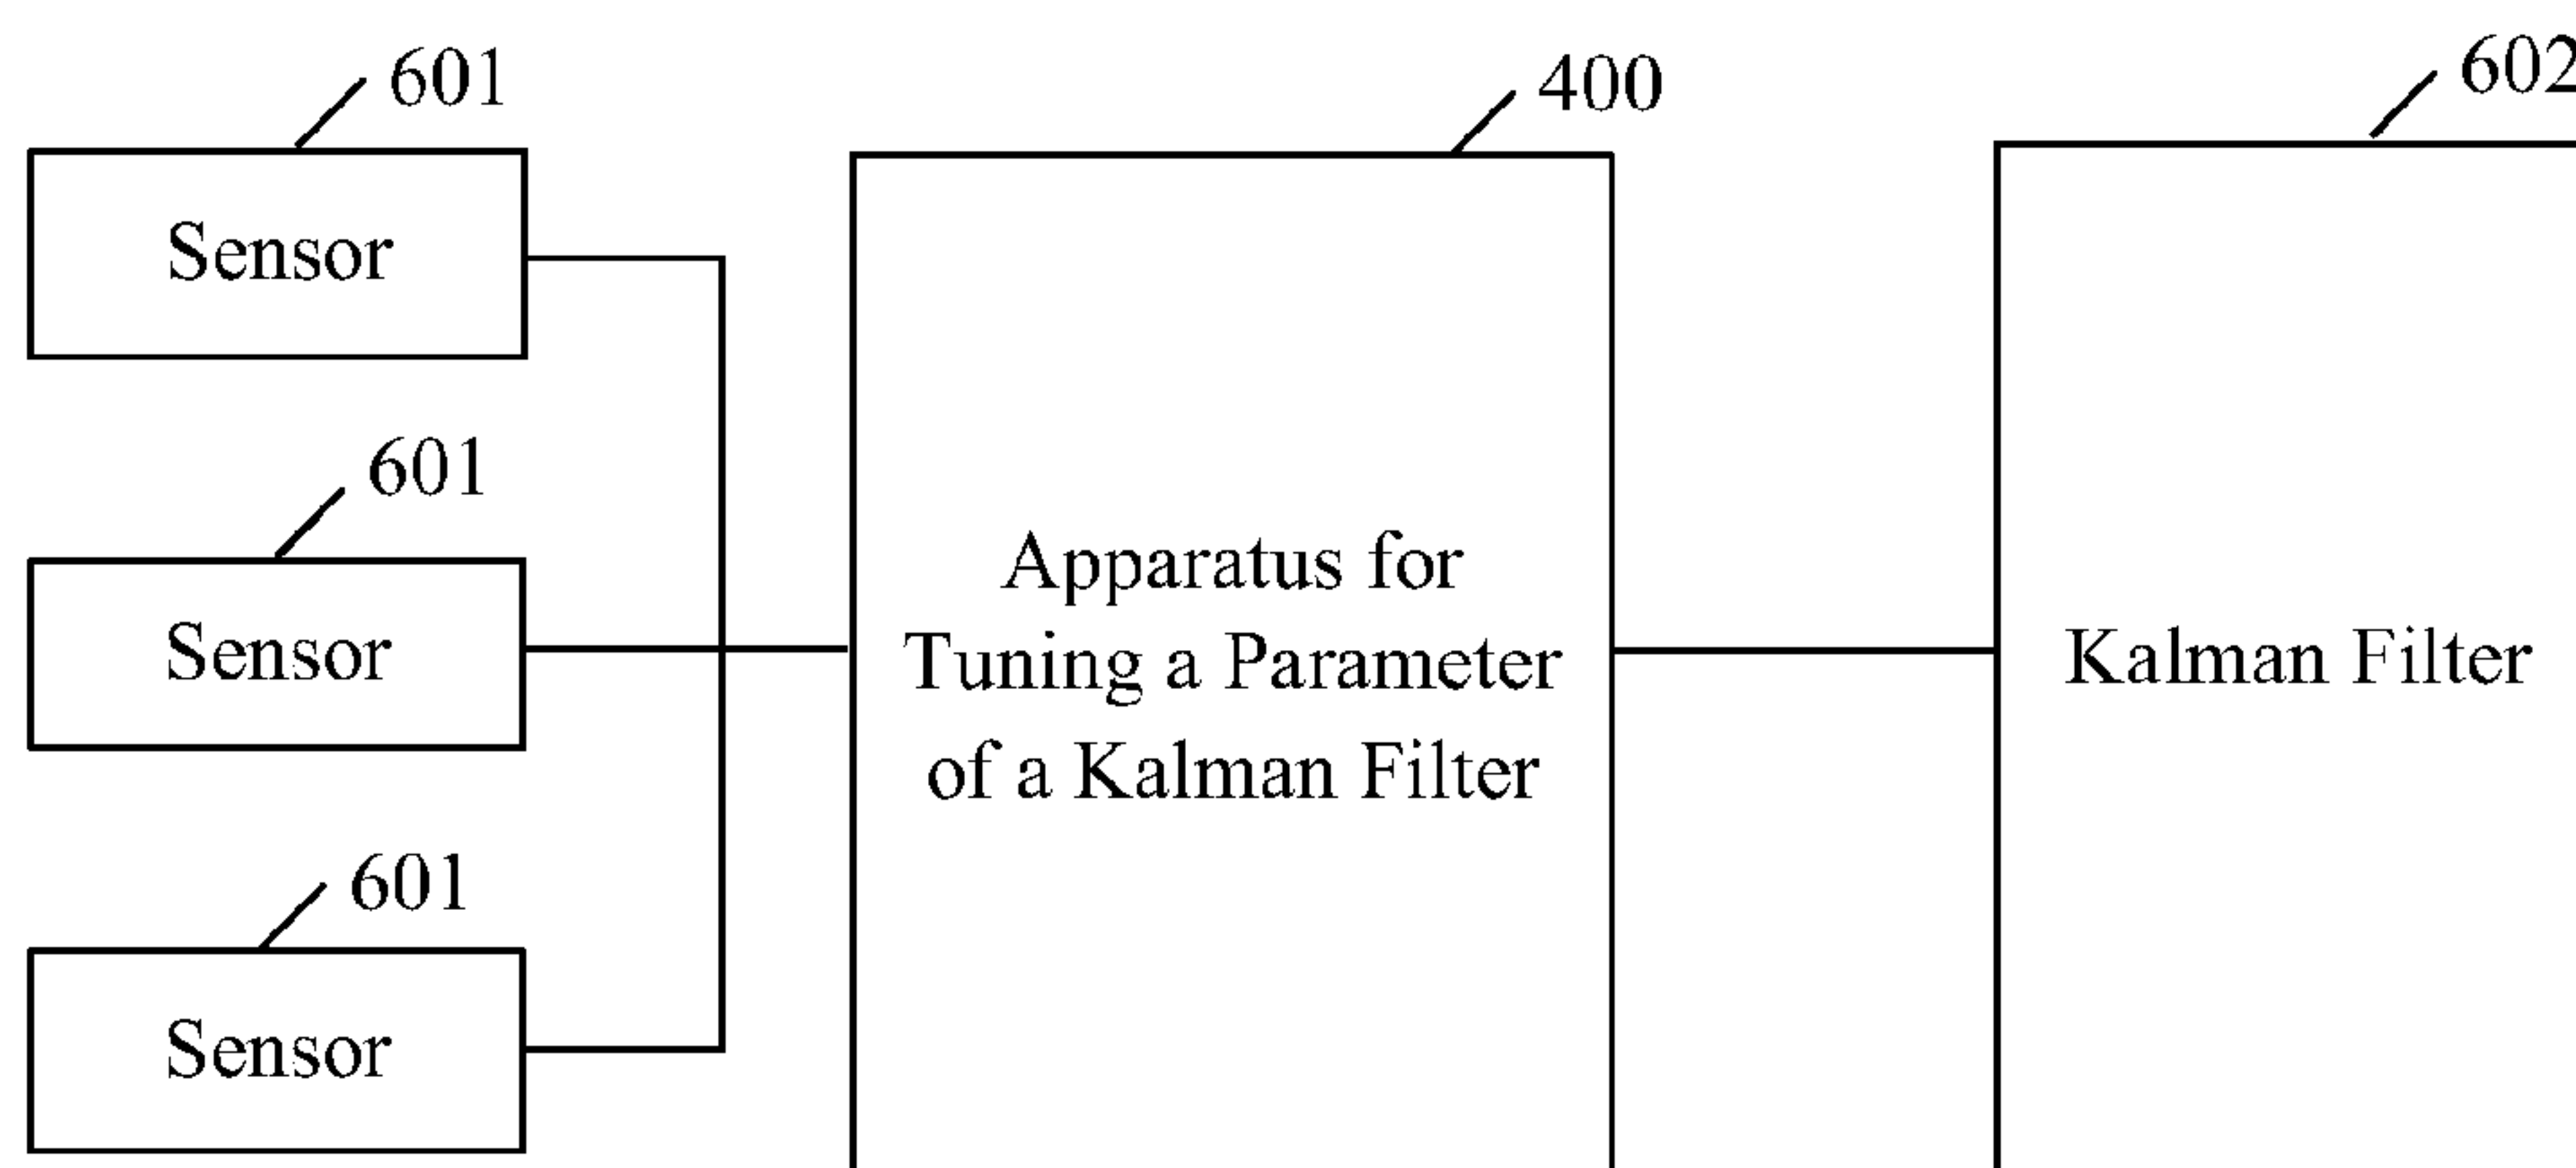 601
Sensor
601
Sensor
601
Sensor
400
Apparatus for
Tuning a Parameter
of a Kalman Filter
602
Kalman Filter